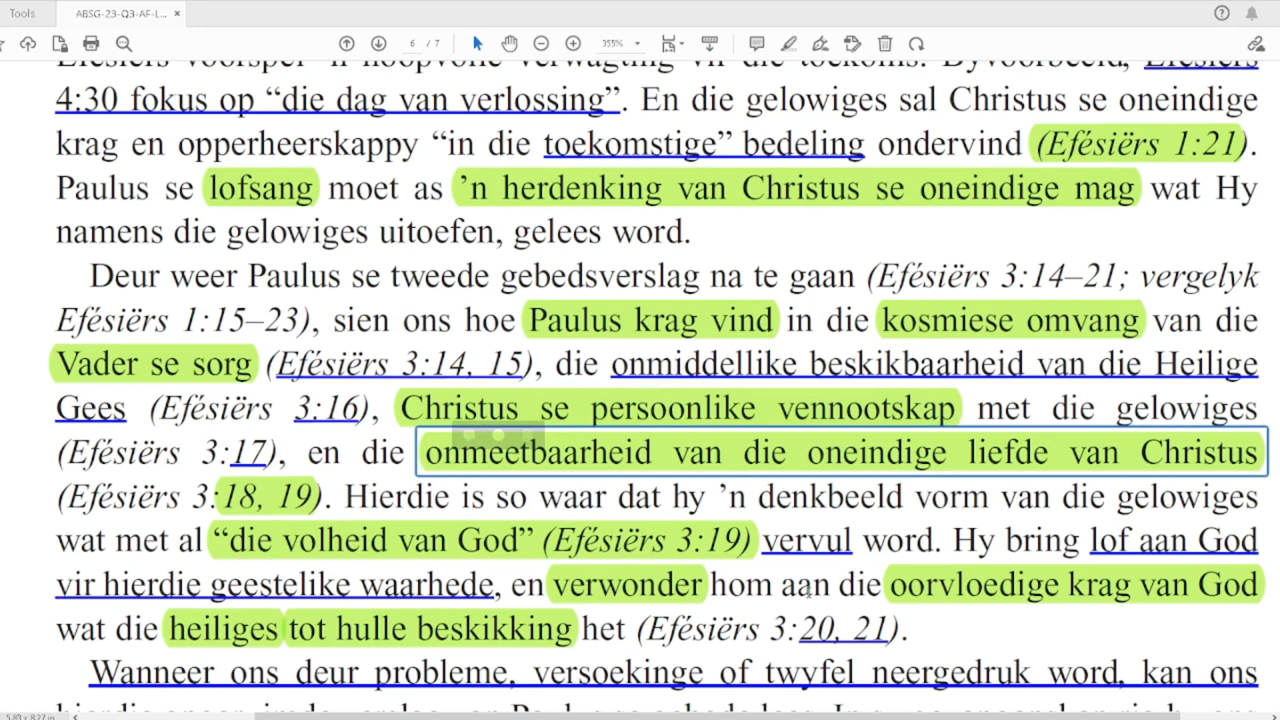 Tools
ABSG-23-Q3-AF-L...
6 / 7
355%
4:30 fokus op “die dag van verlossing”. En die gelowiges sal Christus se oneindige
krag en opperheerskappy “in die toekomstige” bedeling ondervind (Efésiërs 1:21).
Paulus se lofsang moet as ’n herdenking van Christus se oneindige mag wat Hy
namens die gelowiges uitoefen, gelees word.
Deur weer Paulus se tweede gebedsverslag na te gaan (Efésiërs 3:14–21; vergelyk
Efésiërs 1:15–23), sien ons hoe Paulus krag vind in die kosmiese omvang van die
Vader se sorg (Efésiërs 3:14, 15), die onmiddellike beskikbaarheid van die Heilige
Gees (Efésiërs 3:16), Christus se persoonlike vennootskap met die gelowiges
(Efésiërs 3:17), en die onmeetbaarheid van die oneindige liefde van Christus
(Efésiërs 3:18, 19). Hierdie is so waar dat hy ’n denkbeeld vorm van die gelowiges
wat met al “die volheid van God” (Efésiërs 3:19) vervul word. Hy bring lof aan God
vir hierdie geestelike waarhede, en verwonder hom aan die oorvloedige krag van God
wat die heiliges tot hulle beskikking het (Efésiërs 3:20, 21).
Wanneer ons deur probleme, versoekinge of twyfel neergedruk word, kan ons